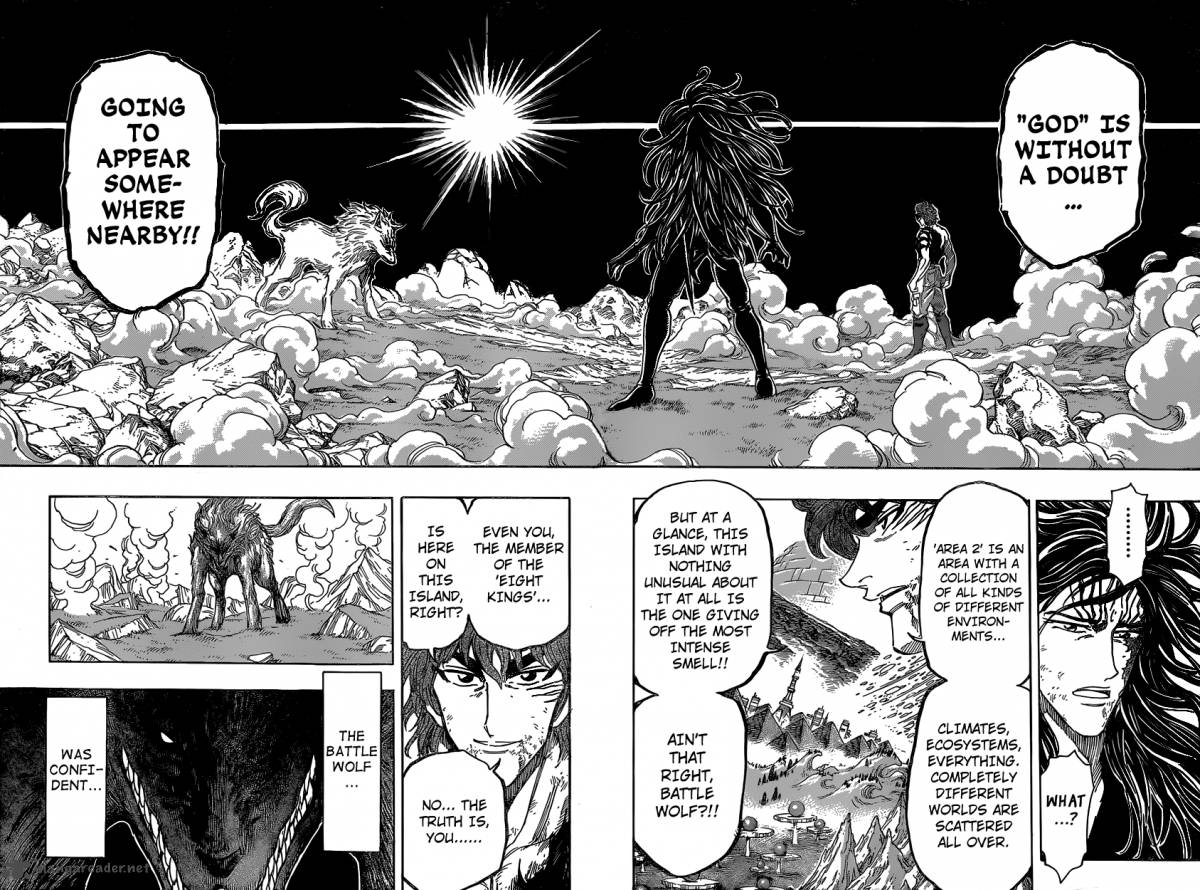 "GOD" IS
WITHOUT
A DOUBT
...
GOING
TO
APPEAR
SOME-
WHERE
NEARBY!!
.........
WHAT
...?
'AREA 2' IS AN
AREA WITH A
COLLECTION
OF ALL KINDS
OF DIFFERENT
ENVIRON-
MENTS...
CLIMATES,
ECOSYSTEMS,
EVERYTHING.
COMPLETELY
DIFFERENT
WORLDS ARE
SCATTERED
ALL OVER.
BUT AT A
GLANCE, THIS
ISLAND WITH
NOTHING
UNUSUAL ABOUT
IT AT ALL IS
THE ONE GIVING
OFF THE MOST
INTENSE
SMELL!!
AIN'T
THAT
RIGHT,
BATTLE
WOLF?!!
EVEN YOU,
THE MEMBER
OF THE
'EIGHT
KINGS'...
IS
HERE
ON
THIS
ISLAND,
RIGHT?
NO... THE
TRUTH IS,
YOU......
THE
BATTLE
WOLF
...
WAS
CONFI-
DENT...
mangareader.net